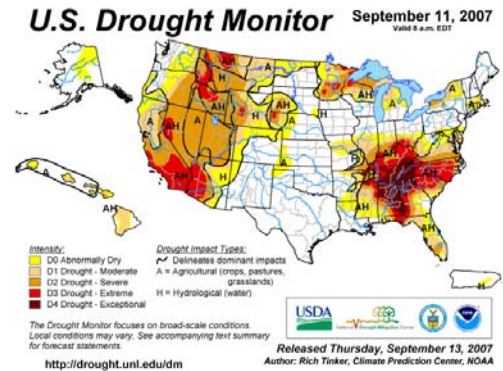 U.S. Drought Monitor
September 11, 2007
Valid 8 a.m. EDT
Intensity:
D0 Abnormally Dry
D1 Drought - Moderate
D2 Drought - Severe
D3 Drought - Extreme
D4 Drought - Exceptional
Drought Impact Types:
Delineates dominant impacts
A = Agricultural (crops, pastures,
grasslands)
H = Hydrological (water)
The Drought Monitor focuses on broad-scale conditions.
Local conditions may vary. See accompanying text summary
for forecast statements.
http://drought.unl.edu/dm
USDA
Released Thursday, September 13, 2007
Author: Rich Tinker, Climate Prediction Center, NOAA